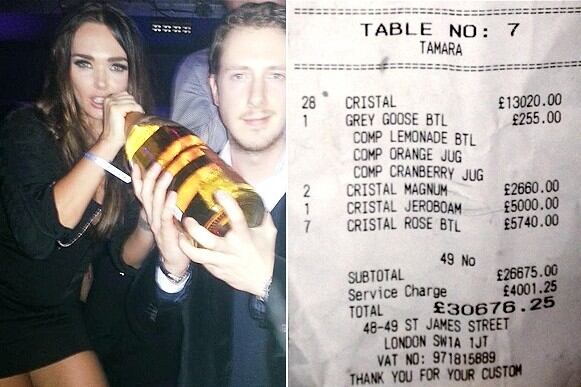 TABLE NO: 7
TAMARA
28 CRISTAL £13020.00
1 GREY GOOSE BTL £255.00
COMP LEMONADE BTL
COMP ORANGE JUG
COMP CRANBERRY JUG
2 CRISTAL MAGNUM £2660.00
1 CRISTAL JEROBOAM £5000.00
7 CRISTAL ROSE BTL £5740.00
49 No
SUBTOTAL £26675.00
Service Charge £4001.25
TOTAL £30676.25
48-49 ST JAMES STREET
LONDON SW1A 1JT
VAT NO: 971815889
THANK YOU FOR YOUR CUSTOM